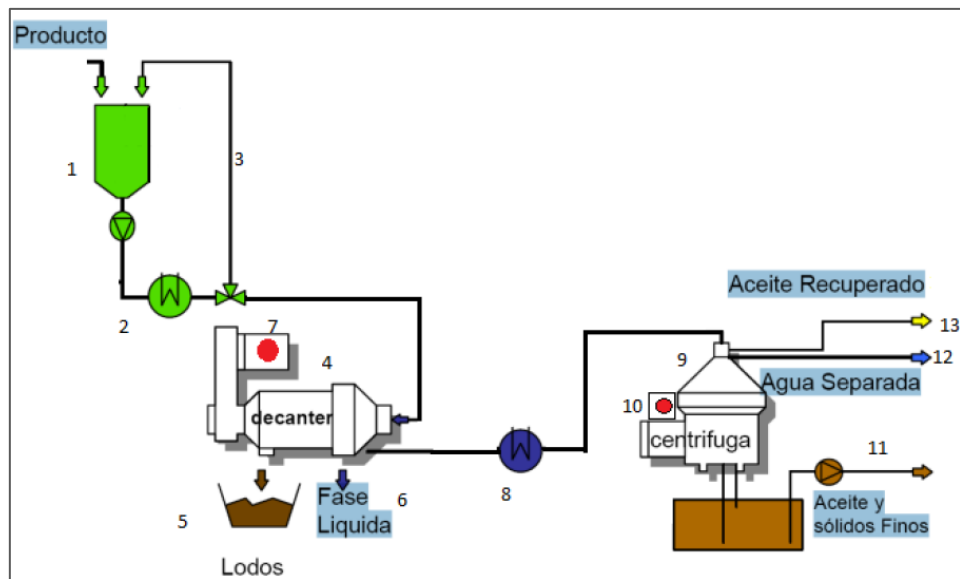 Producto
1
3
2
7
4
decanter
5
6
Fase
Liquida
Lodos
8
9
10
centrifuga
Aceite Recuperado
13
12
Agua Separada
11
Aceite y
sólidos Finos